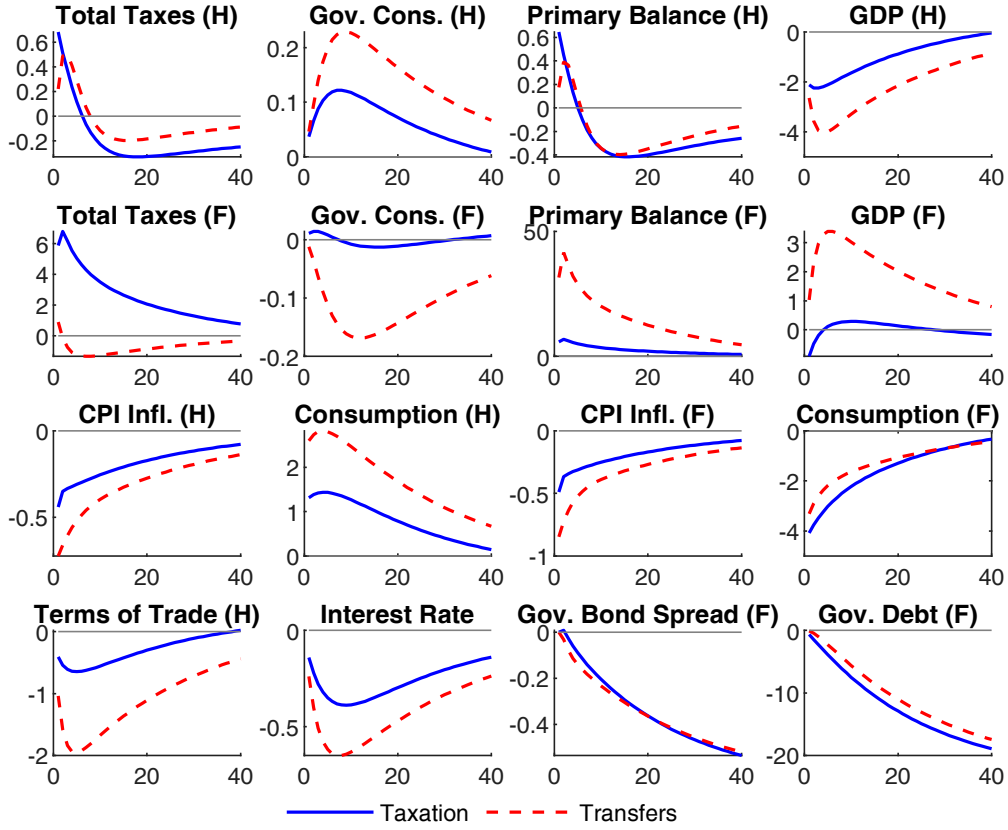 Total Taxes (H) Gov. Cons. (H) Primary Balance (H) GDP (H)
0.6 0.4 0.2 0 -0.2
0.2 0.1 0
0.6 0.4 0.2 0 -0.2 -0.4
0 -2 -4
0 20 40 0 20 40 0 20 40 0 20 40
Total Taxes (F) Gov. Cons. (F) Primary Balance (F) GDP (F)
6 4 2 0
0 -0.1 -0.2
50 0
3 2 1 0
0 20 40 0 20 40 0 20 40 0 20 40
CPI Infl. (H) Consumption (H) CPI Infl. (F) Consumption (F)
0 -0.5
2 1 0
0 -0.5 -1
0 -2 -4
0 20 40 0 20 40 0 20 40 0 20 40
Terms of Trade (H) Interest Rate Gov. Bond Spread (F) Gov. Debt (F)
0 -1 -2
0 -0.5
0 -0.2 -0.4
0 -10 -20
0 20 40 0 20 40 0 20 40 0 20 40
Taxation Transfers